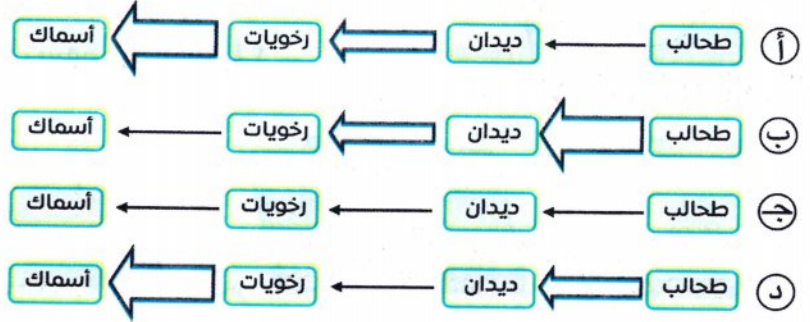 أ طحالب ديدان رخويات أسماك
ب طحالب ديدان رخويات أسماك
جـ طحالب ديدان رخويات أسماك
د طحالب ديدان رخويات أسماك